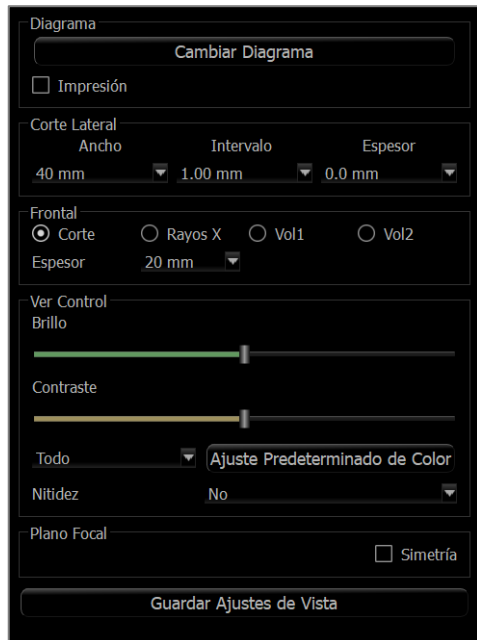 Diagrama
Cambiar Diagrama
Impresión
Corte Lateral
Ancho Intervalo Espesor
40 mm 1.00 mm 0.0 mm
Frontal
Corte Rayos X Vol1 Vol2
Espesor 20 mm
Ver Control
Brillo
Contraste
Todo Ajuste Predeterminado de Color
Nitidez No
Plano Focal
Simetría
Guardar Ajustes de Vista